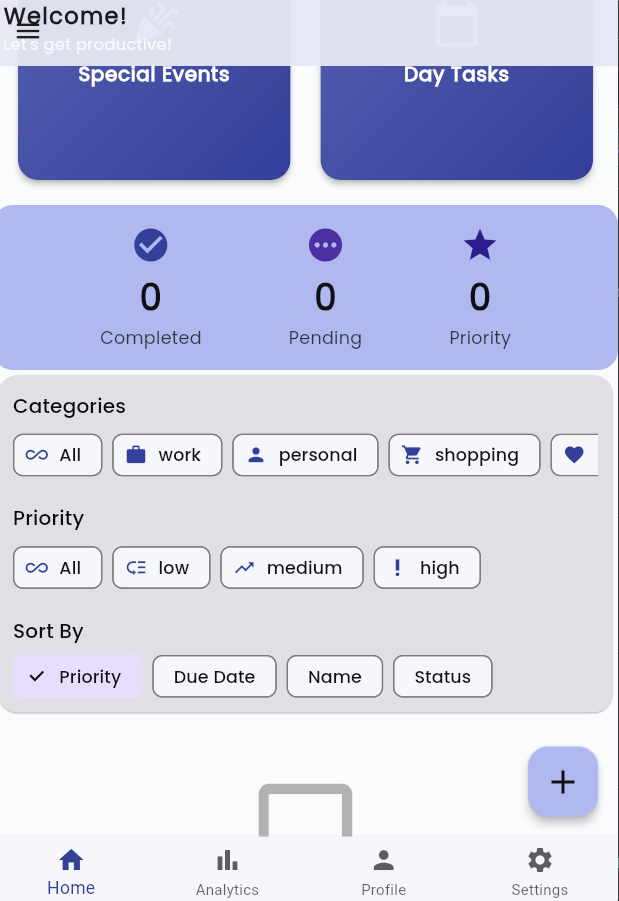 Welcome!
Let's get productive!
Special Events
Day Tasks
0
0
0
Completed
Pending
Priority
Categories
All
work
personal
shopping
Priority
All
low
medium
high
Sort By
Priority
Due Date
Name
Status
Home
Analytics
Profile
Settings